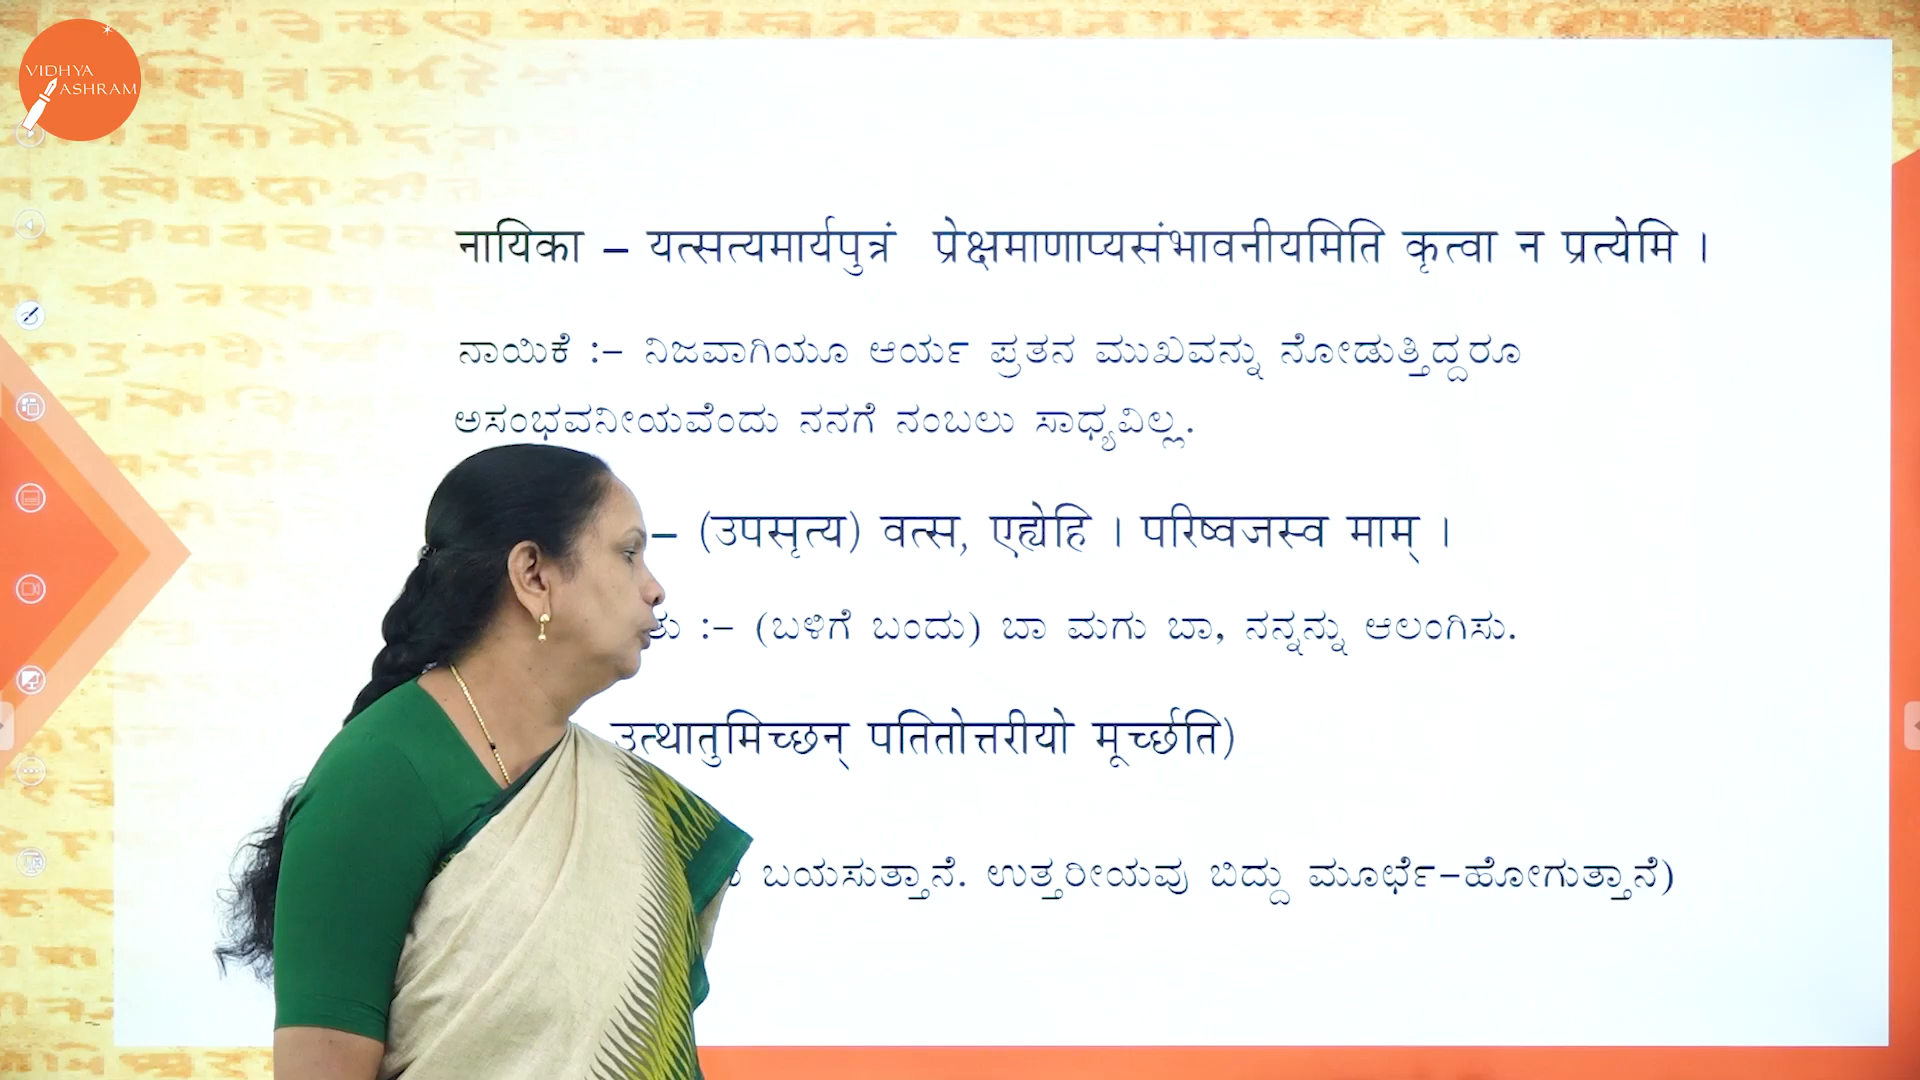 VIDHYA
ASHRAM
नायिका – यत्सत्यमार्यपुत्रं प्रेक्षमाणाप्यसंभावनीयमिति कृत्वा न प्रत्येमि ।
ನಾಯಿಕೆ :– ನಿಜವಾಗಿಯೂ ಆರ್ಯ ಪ್ರತನ ಮುಖವನ್ನು ನೋಡುತ್ತಿದ್ದರೂ
ಅಸಂಭವನೀಯವೆಂದು ನನಗೆ ನಂಬಲು ಸಾಧ್ಯವಿಲ್ಲ.
– (उपसृत्य) वत्स, एह्येहि । परिष्वजस्व माम् ।
:– (ಬಳಿಗೆ ಬಂದು) ಬಾ ಮಗು ಬಾ, ನನ್ನನ್ನು ಆಲಂಗಿಸು.
उत्थातुमिच्छन् पतितोत्तरीयो मूर्च्छति)
ಬಯಸುತ್ತಾನೆ. ಉತ್ತರೀಯವು ಬಿದ್ದು ಮೂರ್ಛೆ–ಹೋಗುತ್ತಾನೆ)